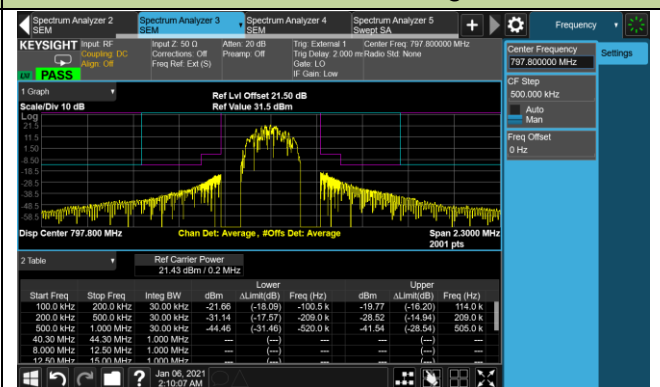 Spectrum Analyzer 2 SEM
Spectrum Analyzer 3 SEM
Spectrum Analyzer 4 SEM
Spectrum Analyzer 5 Swept SA
Frequency
KEYSIGHT Input: RF Input Z: 50 Ω Atten: 20 dB Trig: External 1 Center Freq: 797.800000 MHz
Coupling: DC Corrections: Off Preamp: Off Trig Delay: 2.000 m Radio Std: None
Align: Off Freq Ref: Ext (S) Gate: LO
IF Gain: Low
PASS
Center Frequency
797.800000 MHz
Settings
CF Step
500.000 kHz
Auto
Man
Freq Offset
0 Hz
1 Graph
Ref Lvl Offset 21.50 dB
Scale/Div 10 dB Ref Value 31.5 dBm
Log
21.5
11.5
1.50
-8.50
-18.5
-28.5
-38.5
-48.5
-58.5
Disp Center 797.800 MHz Chan Det: Average, #Offs Det: Average Span 2.3000 MHz
2001 pts
2 Table
Ref Carrier Power
21.43 dBm / 0.2 MHz
Lower Upper
Start Freq Stop Freq Integ BW dBm ΔLimit(dB) Freq (Hz) dBm ΔLimit(dB) Freq (Hz)
100.0 kHz 200.0 kHz 30.00 kHz -21.66 (-18.09) -100.5 k -19.77 (-16.20) 114.0 k
200.0 kHz 500.0 kHz 30.00 kHz -31.14 (-17.57) -209.0 k -28.52 (-14.94) 209.0 k
500.0 kHz 1.000 MHz 30.00 kHz -44.46 (-31.46) -520.0 k -41.54 (-28.54) 505.0 k
40.30 MHz 44.30 MHz 1.000 MHz --- (---) --- (---)
8.000 MHz 12.50 MHz 1.000 MHz --- (---) --- (---)
12.50 MHz 15.00 MHz 1.000 MHz --- (---) --- (---)
Jan 06, 2021
2:10:07 AM